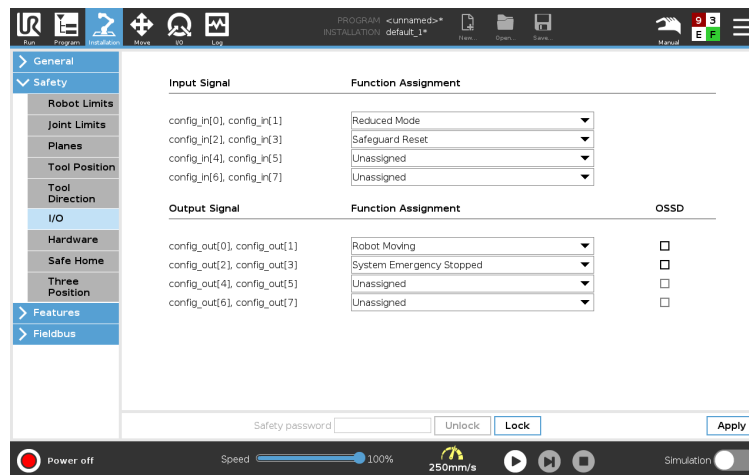 UR
Run
Program
Installation
Move
I/O
Log
PROGRAM <unnamed>*
INSTALLATION default_1*
New...
Open...
Save...
Manual
9 3
E F
General
Safety
Robot Limits
Joint Limits
Planes
Tool Position
Tool
Direction
I/O
Hardware
Safe Home
Three
Position
Features
Fieldbus
Input Signal Function Assignment
config_in[0], config_in[1] Reduced Mode
config_in[2], config_in[3] Safeguard Reset
config_in[4], config_in[5] Unassigned
config_in[6], config_in[7] Unassigned
Output Signal Function Assignment OSSD
config_out[0], config_out[1] Robot Moving
config_out[2], config_out[3] System Emergency Stopped
config_out[4], config_out[5] Unassigned
config_out[6], config_out[7] Unassigned
Safety password Unlock Lock Apply
Power off Speed 100% 250mm/s Simulation